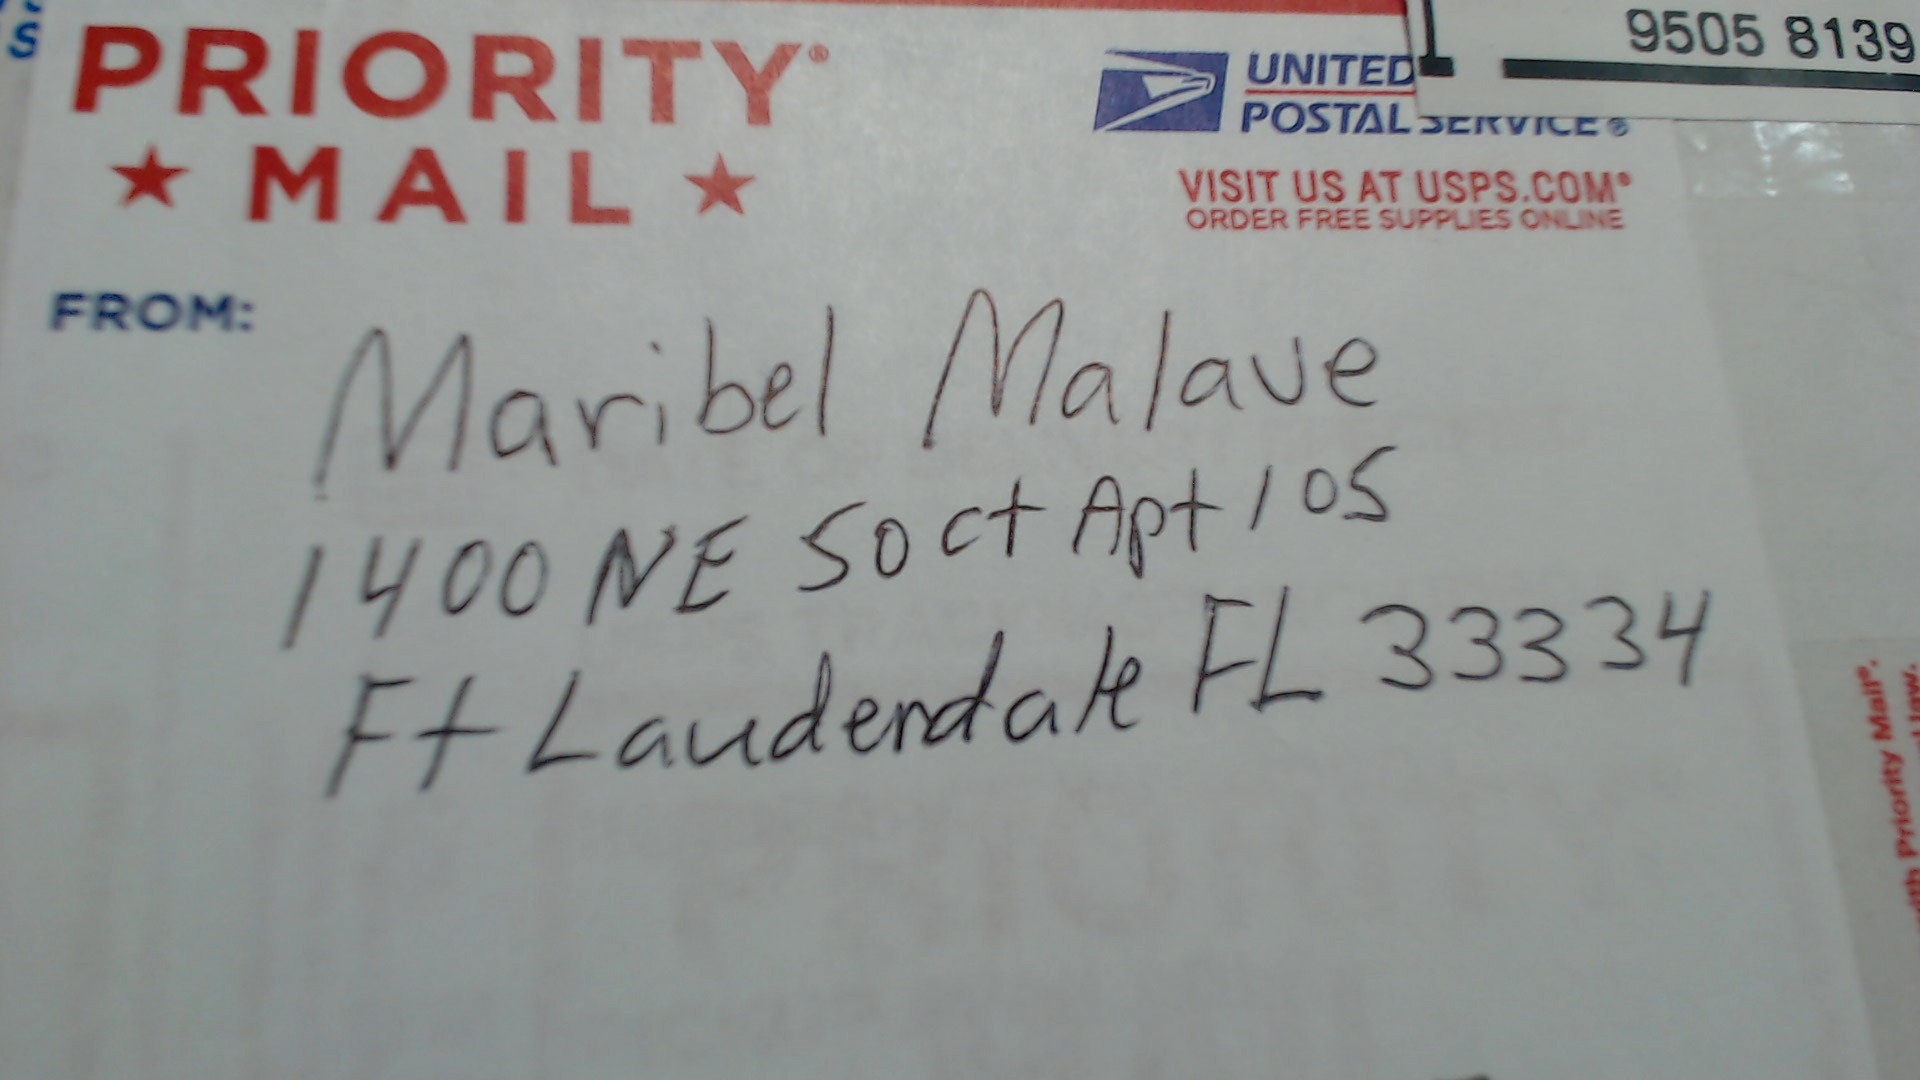 S
PRIORITY®
★ MAIL ★
UNITED
POSTAL SERVICE®
9505 8139
VISIT US AT USPS.COM®
ORDER FREE SUPPLIES ONLINE
FROM:
Maribel Malave
1400 NE 50 ct Apt 105
Ft Lauderdale FL 33334
Priority Mail®.